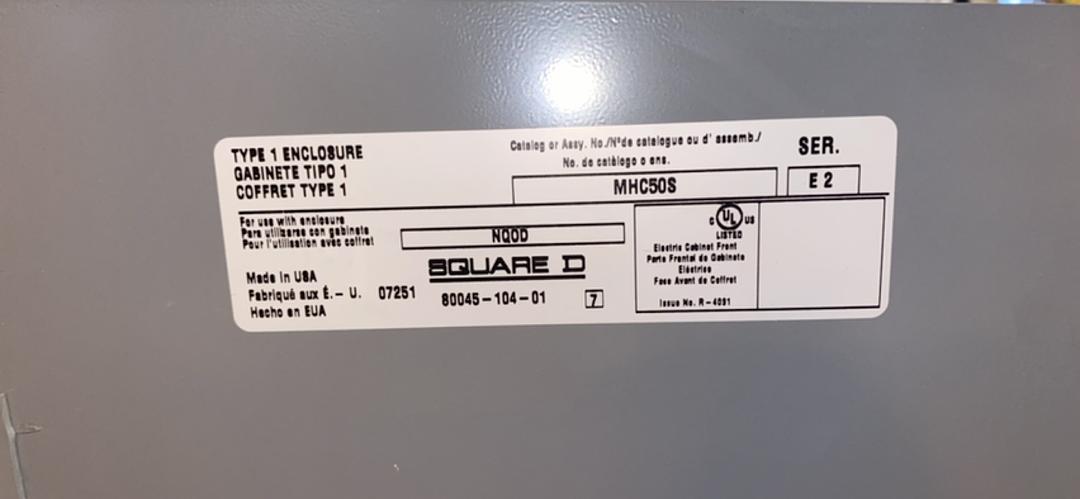 TYPE 1 ENCLOSURE
GABINETE TIPO 1
COFFRET TYPE 1
Catalog or Assy. No./N°de catalogue ou d' assemb./
No. de catálogo o ens.
MHC50S
SER.
E 2
For use with enclosure
Para utilizarse con gabinete
Pour l'utilisation avec coffret
NQOD
SQUARE D
Made in USA
Fabriqué aux É.- U. 07251
Hecho en EUA
80045-104-01
7
C UL US
LISTED
Electric Cabinet Front
Parte Frontal de Gabinete
Eléctrico
Face Avant de Coffret
Issue No. R-4091